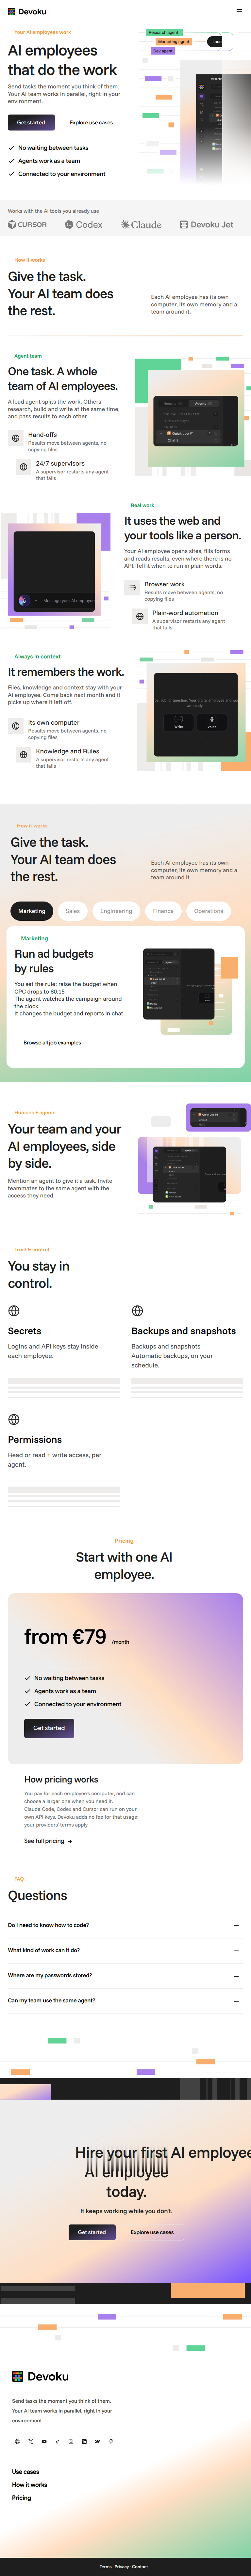 Devoku
Your AI employees work
AI employees
that do the work
Send tasks the moment you think of them.
Your AI team works in parallel, right in your
environment.
Get started
Explore use cases
No waiting between tasks
Agents work as a team
Connected to your environment
Research agent
Marketing agent
Dev agent
Works with the AI tools you already use
CURSOR
Codex
Claude
Devoku Jet
How it works
Give the task.
Your AI team does
the rest.
Each AI employee has its own
computer, its own memory and a
team around it.
Agent team
One task. A whole
team of AI employees.
A lead agent splits the work. Others
research, build and write at the same time,
and pass results to each other.
Hand-offs
Results move between agents, no
copying files
24/7 supervisors
A supervisor restarts any agent
that fails
Agents
Quick Job #1
Chat 2
Real work
It uses the web and
your tools like a person.
Your AI employee opens sites, fills forms
and reads results, even where there is no
API. Tell it when to run in plain words.
Browser work
Results move between agents, no
copying files
Plain-word automation
A supervisor restarts any agent
that fails
Message your AI employee
Always in context
It remembers the work.
Files, knowledge and context stay with your
AI employee. Come back next month and it
picks up where it left off.
Its own computer
Results move between agents, no
copying files
Knowledge and Rules
A supervisor restarts any agent
that fails
Write
Voice
How it works
Give the task.
Your AI team does
the rest.
Each AI employee has its own
computer, its own memory and a
team around it.
Marketing
Sales
Engineering
Finance
Operations
Marketing
Run ad budgets
by rules
You set the rule: raise the budget when
CPC drops to $0.15
The agent watches the campaign around
the clock
It changes the budget and reports in chat
Browse all job examples
Humans + agents
Your team and your
AI employees, side
by side.
Mention an agent to give it a task. Invite
teammates to the same agent with the
access they need.
Trust & control
You stay in
control.
Secrets
Logins and API keys stay inside
each employee.
Backups and snapshots
Backups and snapshots
Automatic backups, on your
schedule.
Permissions
Read or read + write access, per
agent.
Pricing
Start with one AI
employee.
from €79 /month
No waiting between tasks
Agents work as a team
Connected to your environment
Get started
How pricing works
You pay for each employee's computer, and can
choose a larger one when you need it.
Claude Code, Codex and Cursor can run on your
own API keys. Devoku adds no fee for that usage;
your providers' terms apply.
See full pricing
FAQ
Questions
Do I need to know how to code?
What kind of work can it do?
Where are my passwords stored?
Can my team use the same agent?
Hire your first AI employee
AI employee
today.
It keeps working while you don't.
Get started
Explore use cases
Devoku
Send tasks the moment you think of them.
Your AI team works in parallel, right in your
environment.
Use cases
How it works
Pricing
Terms · Privacy · Contact